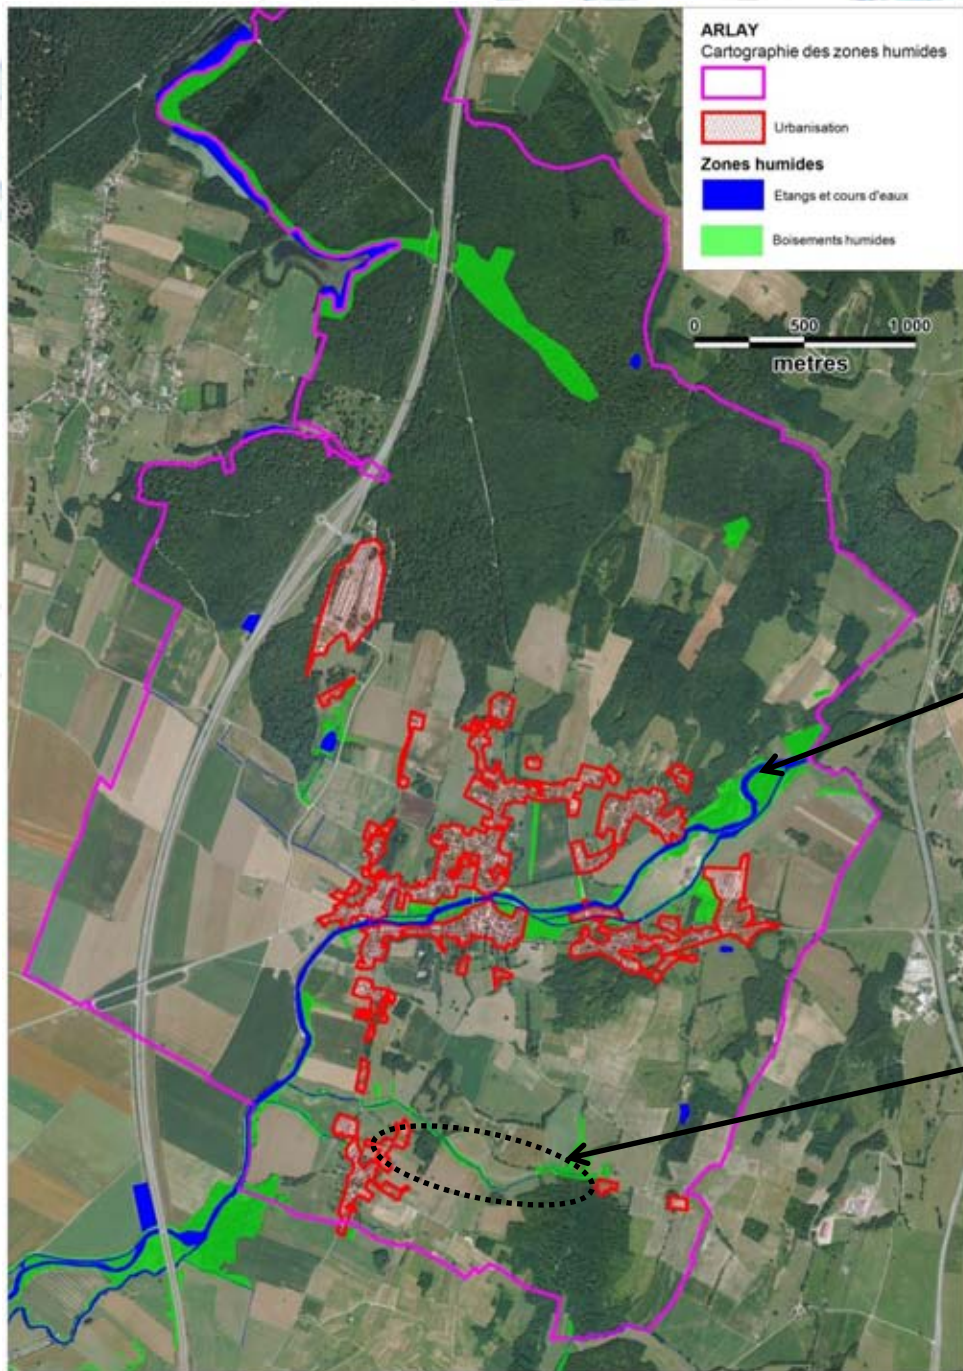 ARLAY
Cartographie des zones humides
Urbanisation
Zones humides
Etangs et cours d'eaux
Boisements humides
0 500 1 000
metres